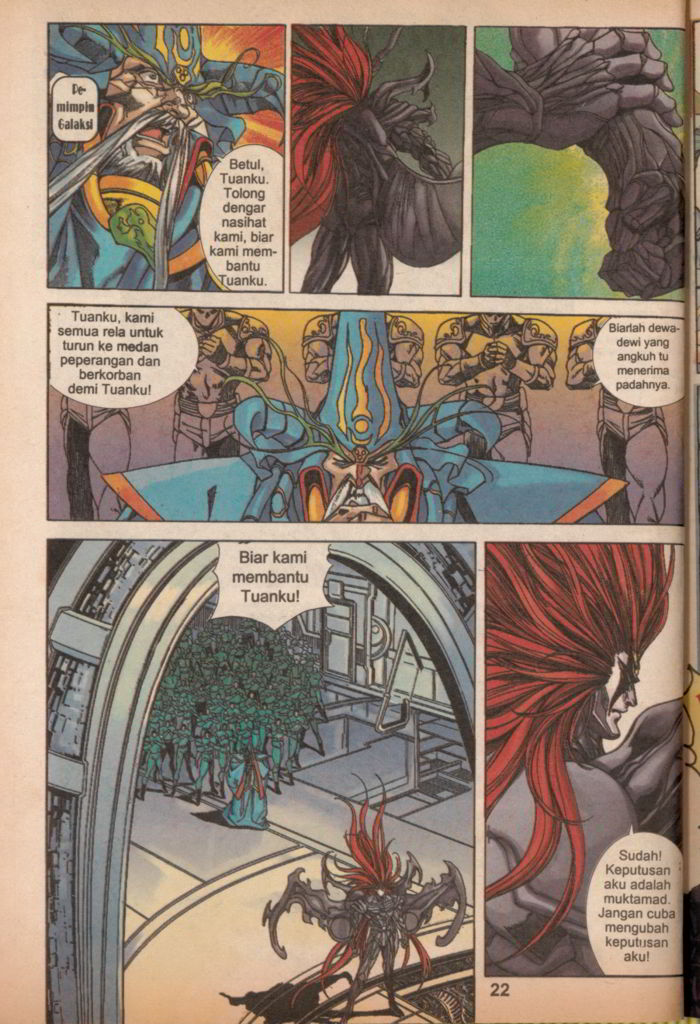 Pe-
mimpin
Galaksi
Betul,
Tuanku.
Tolong
dengar
nasihat
kami, biar
kami mem-
bantu
Tuanku.
Tuanku, kami
semua rela untuk
turun ke medan
peperangan dan
berkorban
demi Tuanku!
Biarlah dewa-
dewi yang
angkuh tu
menerima
padahnya.
Biar kami
membantu
Tuanku!
Sudah!
Keputusan
aku adalah
muktamad.
Jangan cuba
mengubah
keputusan
aku!
22